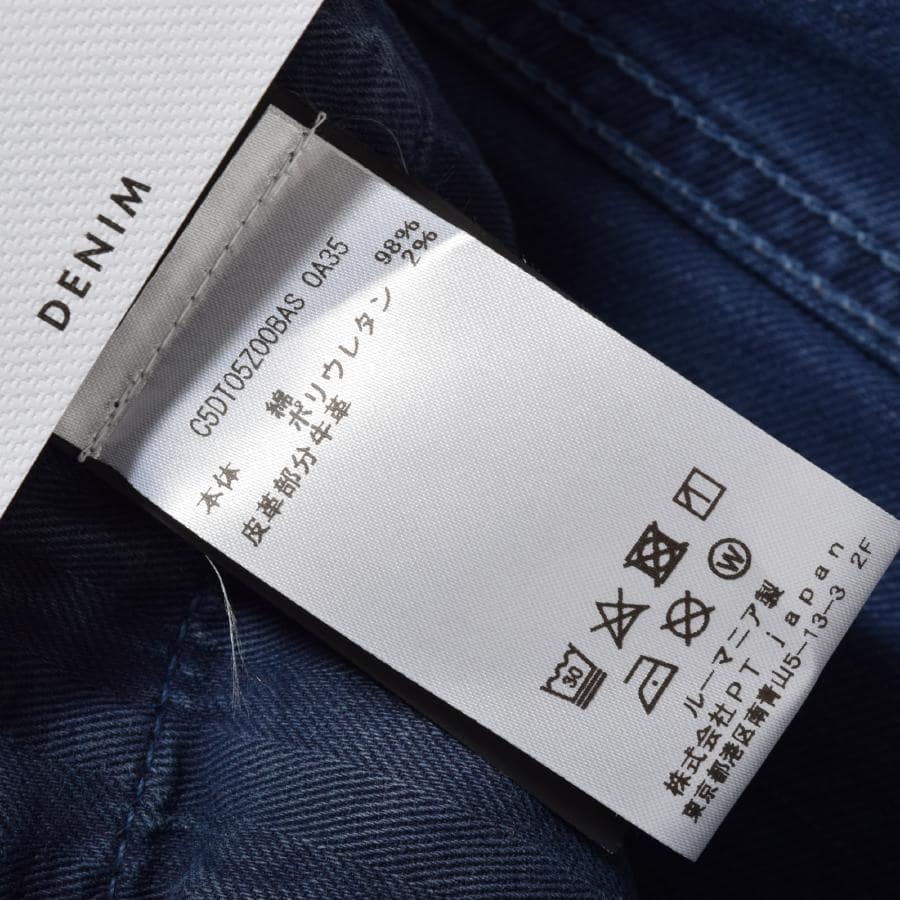 DENIM
C5DT05Z00BAS 0A35
本体 綿 98%
ポリウレタン 2%
皮革部分牛革
30
W
ルーマニア製
株式会社PT japan
東京都港区南青山5-13-3 2F